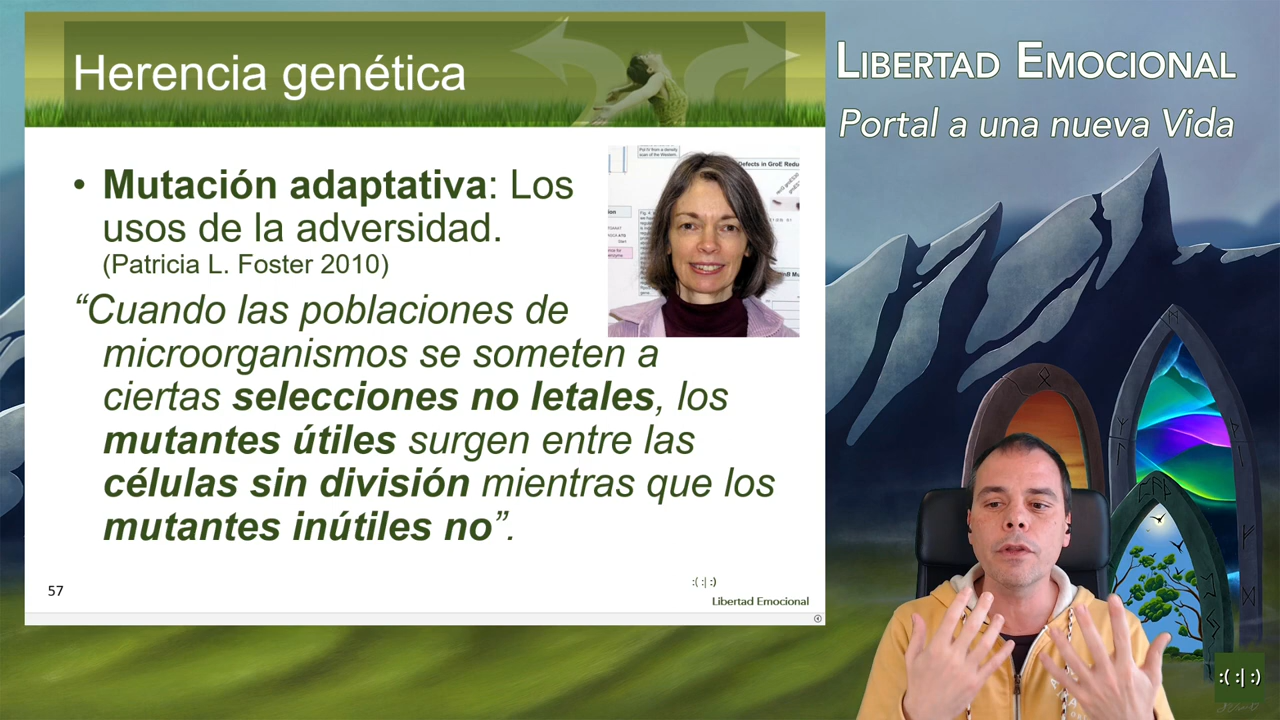 Herencia genética
• Mutación adaptativa: Los
usos de la adversidad.
(Patricia L. Foster 2010)
“Cuando las poblaciones de
microorganismos se someten a
ciertas selecciones no letales, los
mutantes útiles surgen entre las
células sin división mientras que los
mutantes inútiles no”.
57
:( :| :)
Libertad Emocional
LIBERTAD EMOCIONAL
Portal a una nueva Vida
:( :| :)